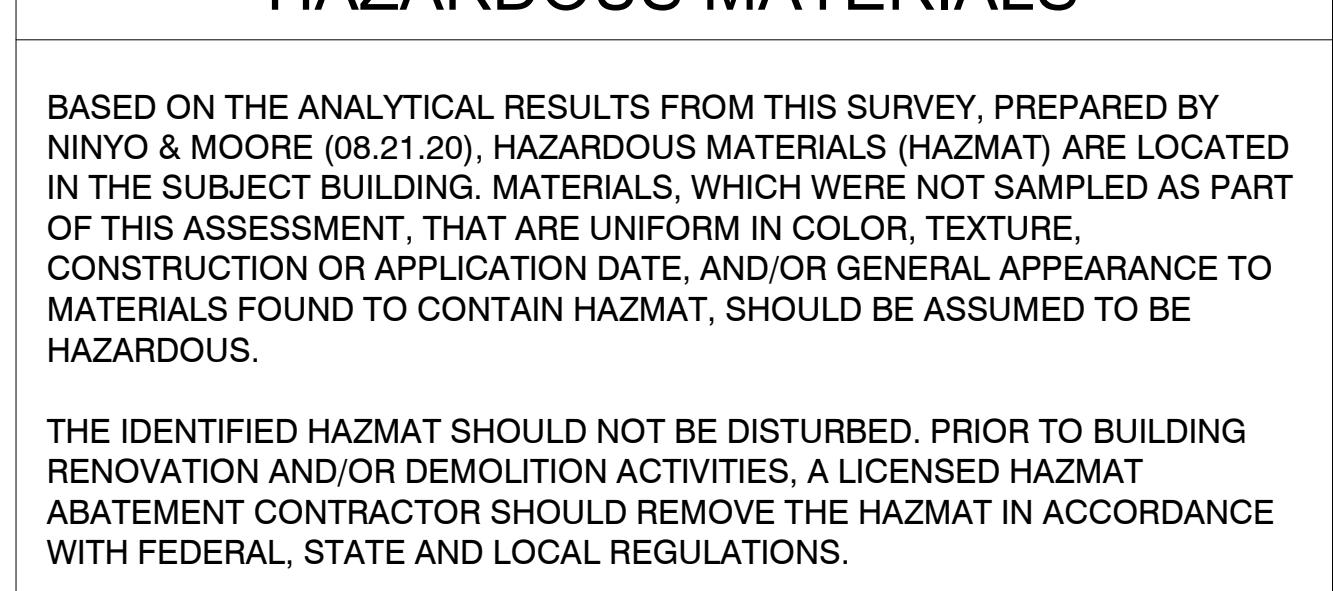 HAZARDOUS MATERIALS
BASED ON THE ANALYTICAL RESULTS FROM THIS SURVEY, PREPARED BY
NINYO & MOORE (08.21.20), HAZARDOUS MATERIALS (HAZMAT) ARE LOCATED
IN THE SUBJECT BUILDING. MATERIALS, WHICH WERE NOT SAMPLED AS PART
OF THIS ASSESSMENT, THAT ARE UNIFORM IN COLOR, TEXTURE,
CONSTRUCTION OR APPLICATION DATE, AND/OR GENERAL APPEARANCE TO
MATERIALS FOUND TO CONTAIN HAZMAT, SHOULD BE ASSUMED TO BE
HAZARDOUS.
THE IDENTIFIED HAZMAT SHOULD NOT BE DISTURBED. PRIOR TO BUILDING
RENOVATION AND/OR DEMOLITION ACTIVITIES, A LICENSED HAZMAT
ABATEMENT CONTRACTOR SHOULD REMOVE THE HAZMAT IN ACCORDANCE
WITH FEDERAL, STATE AND LOCAL REGULATIONS.